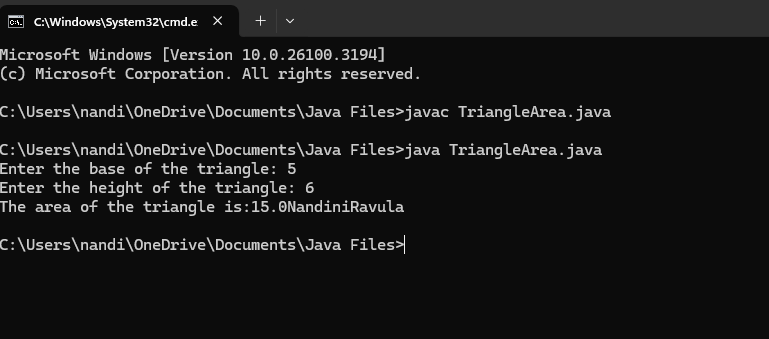 C:\Windows\System32\cmd.e
Microsoft Windows [Version 10.0.26100.3194]
(c) Microsoft Corporation. All rights reserved.
C:\Users\nandi\OneDrive\Documents\Java Files>javac TriangleArea.java
C:\Users\nandi\OneDrive\Documents\Java Files>java TriangleArea.java
Enter the base of the triangle: 5
Enter the height of the triangle: 6
The area of the triangle is:15.0NandiniRavula
C:\Users\nandi\OneDrive\Documents\Java Files>